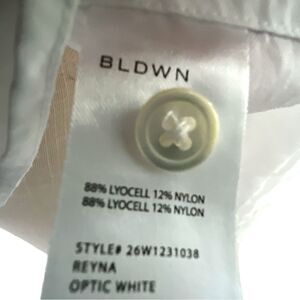 BLDWN
88% LYOCELL 12% NYLON
88% LYOCELL 12% NYLON
STYLE# 26W1231038
REYNA
OPTIC WHITE